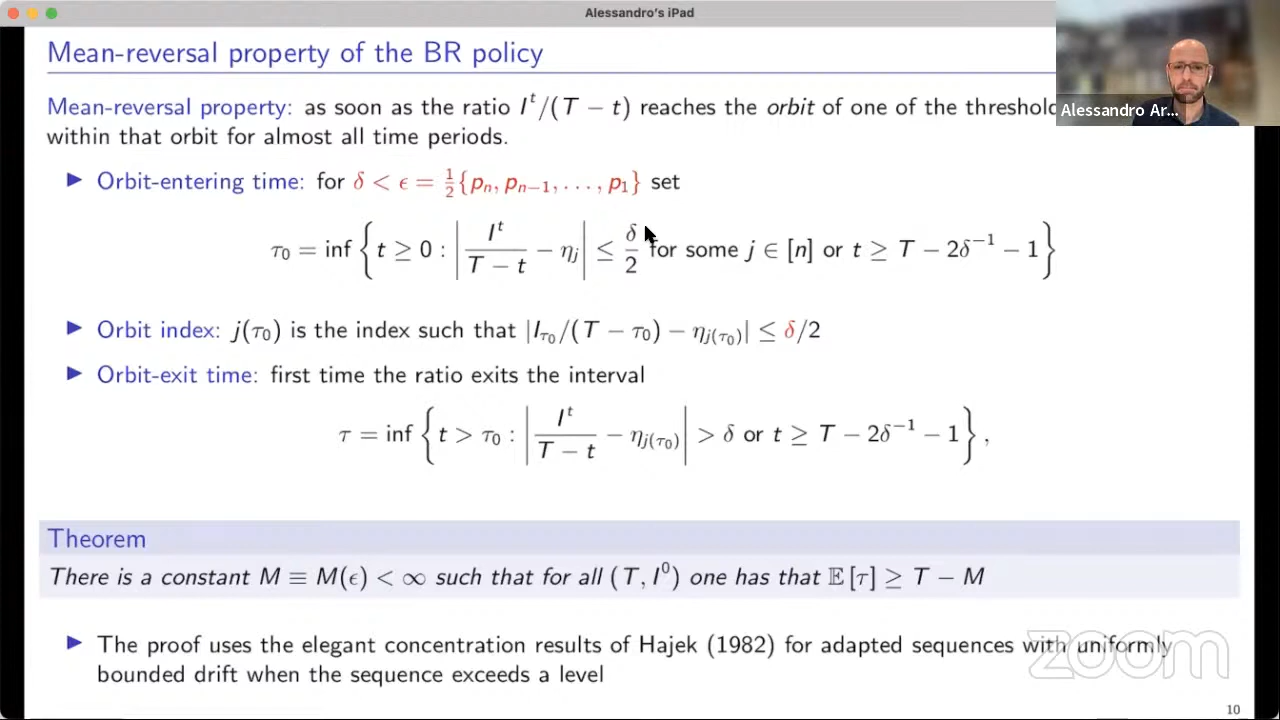 Alessandro's iPad
Mean-reversal property of the BR policy
Alessandro Ar...
Mean-reversal property: as soon as the ratio I^t/(T − t) reaches the orbit of one of the threshold
within that orbit for almost all time periods.
▶ Orbit-entering time: for δ < ϵ = ½{p_n, p_{n−1}, . . . , p_1} set
τ_0 = inf { t ≥ 0 : | I^t / (T − t) − η_j | ≤ δ/2 for some j ∈ [n] or t ≥ T − 2δ^{−1} − 1 }
▶ Orbit index: j(τ_0) is the index such that |I_{τ_0}/(T − τ_0) − η_{j(τ_0)}| ≤ δ/2
▶ Orbit-exit time: first time the ratio exits the interval
τ = inf { t > τ_0 : | I^t / (T − t) − η_{j(τ_0)} | > δ or t ≥ T − 2δ^{−1} − 1 } ,
Theorem
There is a constant M ≡ M(ϵ) < ∞ such that for all (T, I^0) one has that 𝔼 [τ] ≥ T − M
▶ The proof uses the elegant concentration results of Hajek (1982) for adapted sequences with uniformly
bounded drift when the sequence exceeds a level
zoom
10